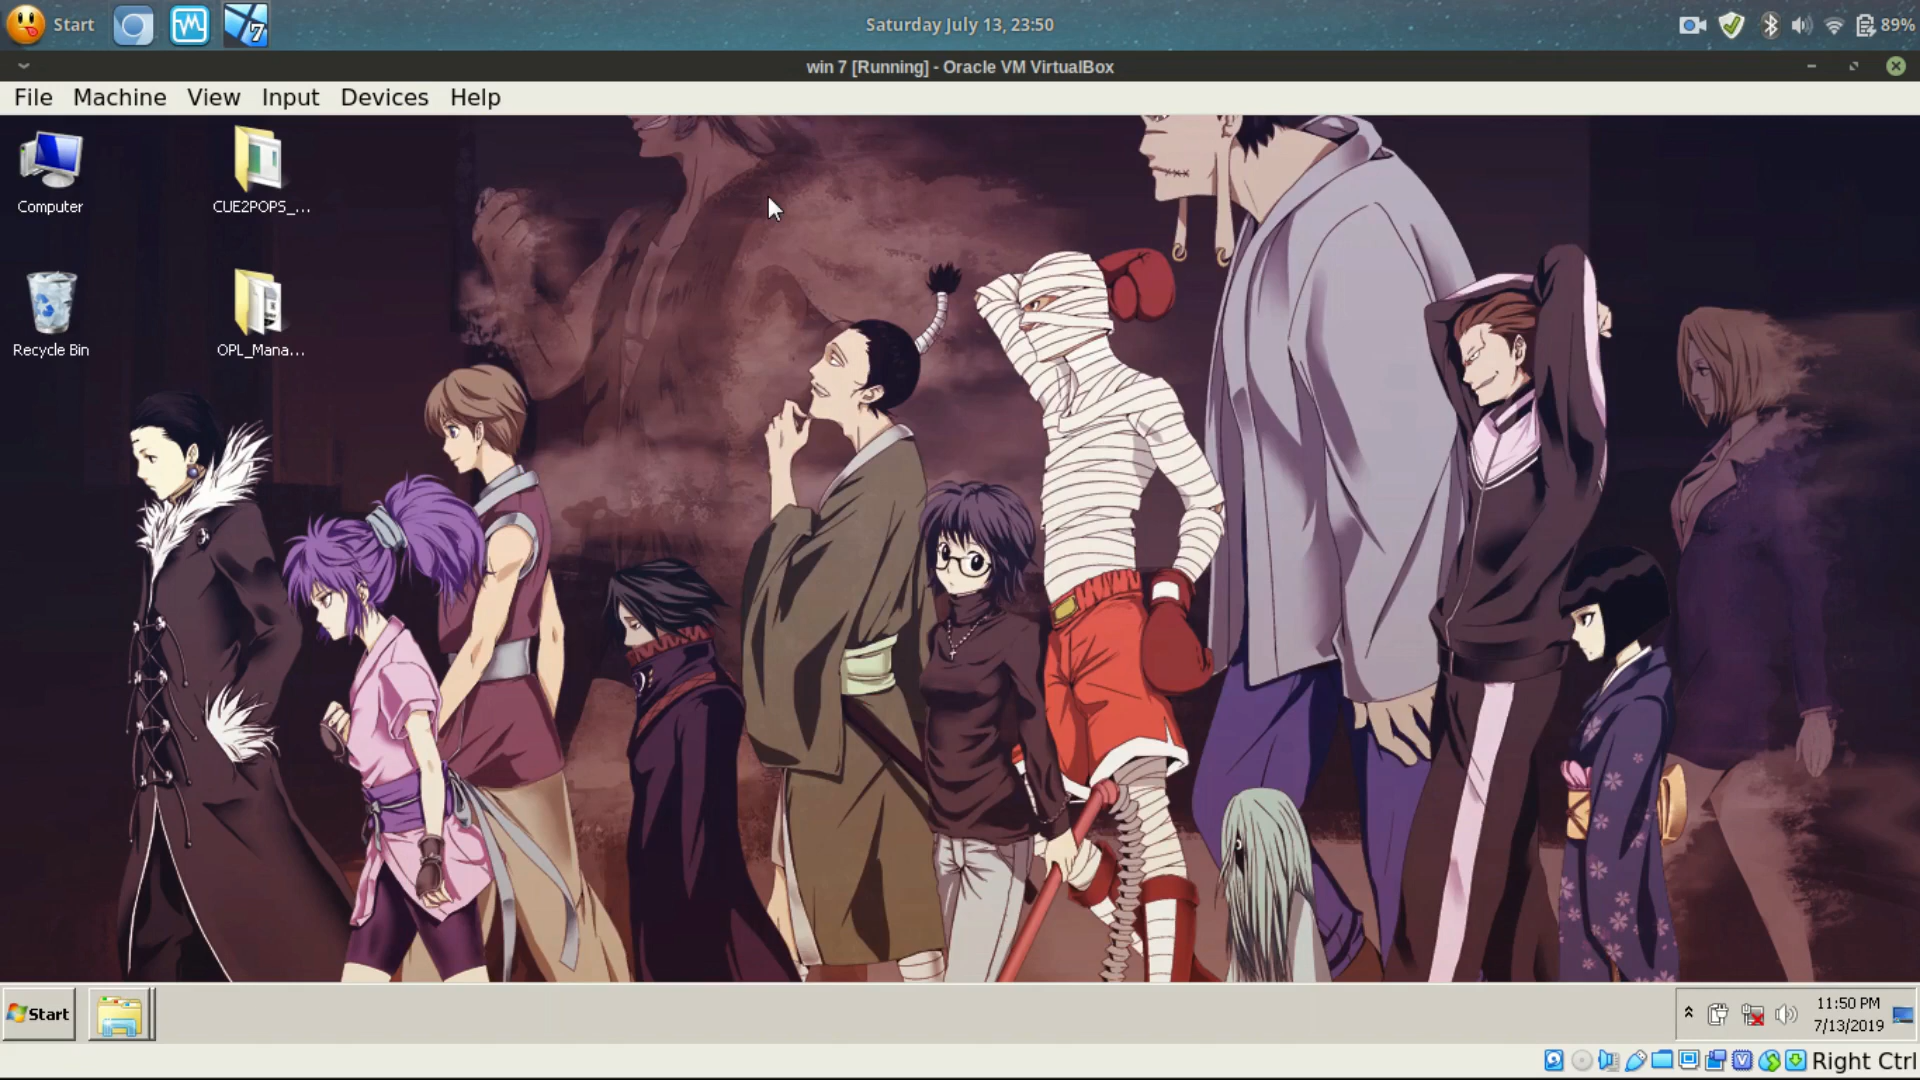 Start
7
Saturday July 13, 23:50
89%
win 7 [Running] - Oracle VM VirtualBox
File Machine View Input Devices Help
Computer
CUE2POPS_...
Recycle Bin
OPL_Mana...
Start
11:50 PM
7/13/2019
Right Ctrl